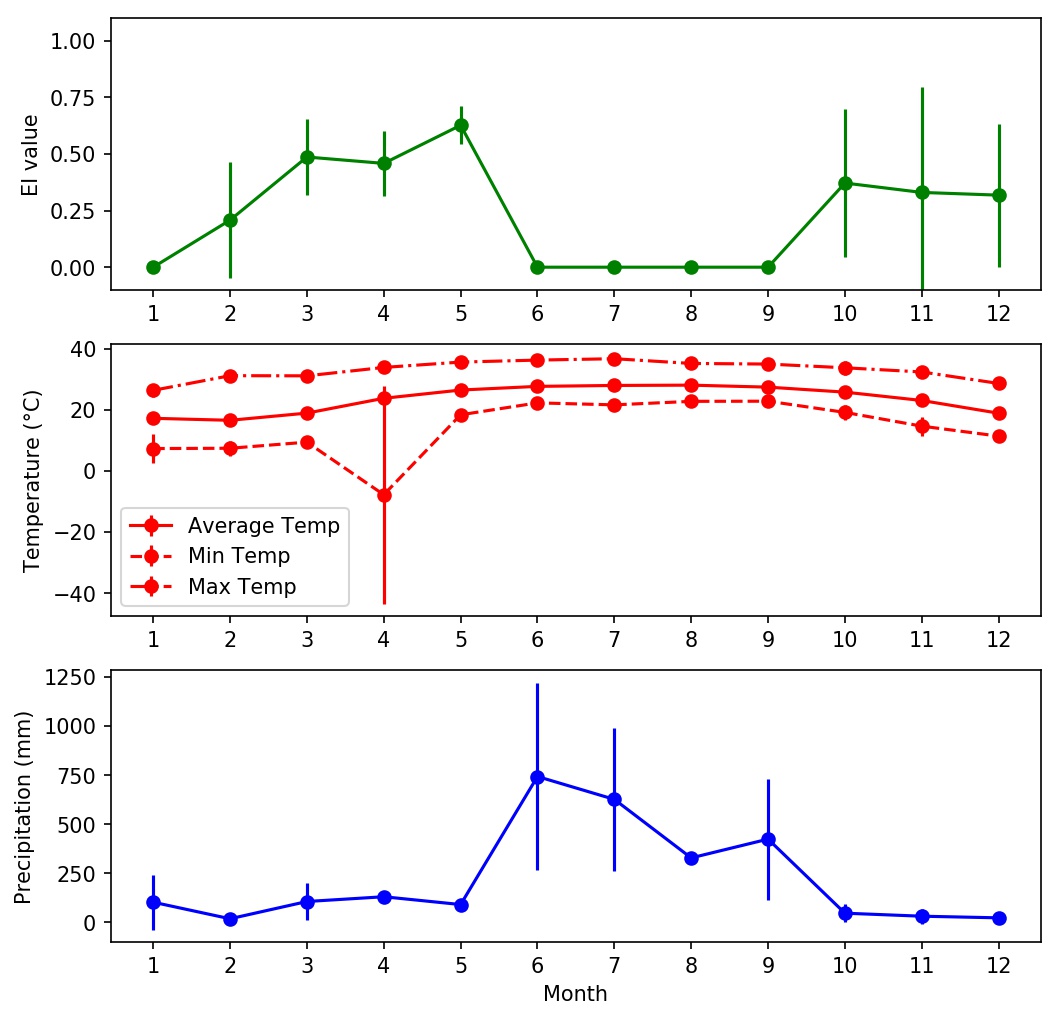 EI value
1.00
0.75
0.50
0.25
0.00
1 2 3 4 5 6 7 8 9 10 11 12
Temperature (°C)
40
20
0
−20
−40
Average Temp
Min Temp
Max Temp
1 2 3 4 5 6 7 8 9 10 11 12
Precipitation (mm)
1250
1000
750
500
250
0
1 2 3 4 5 6 7 8 9 10 11 12
Month